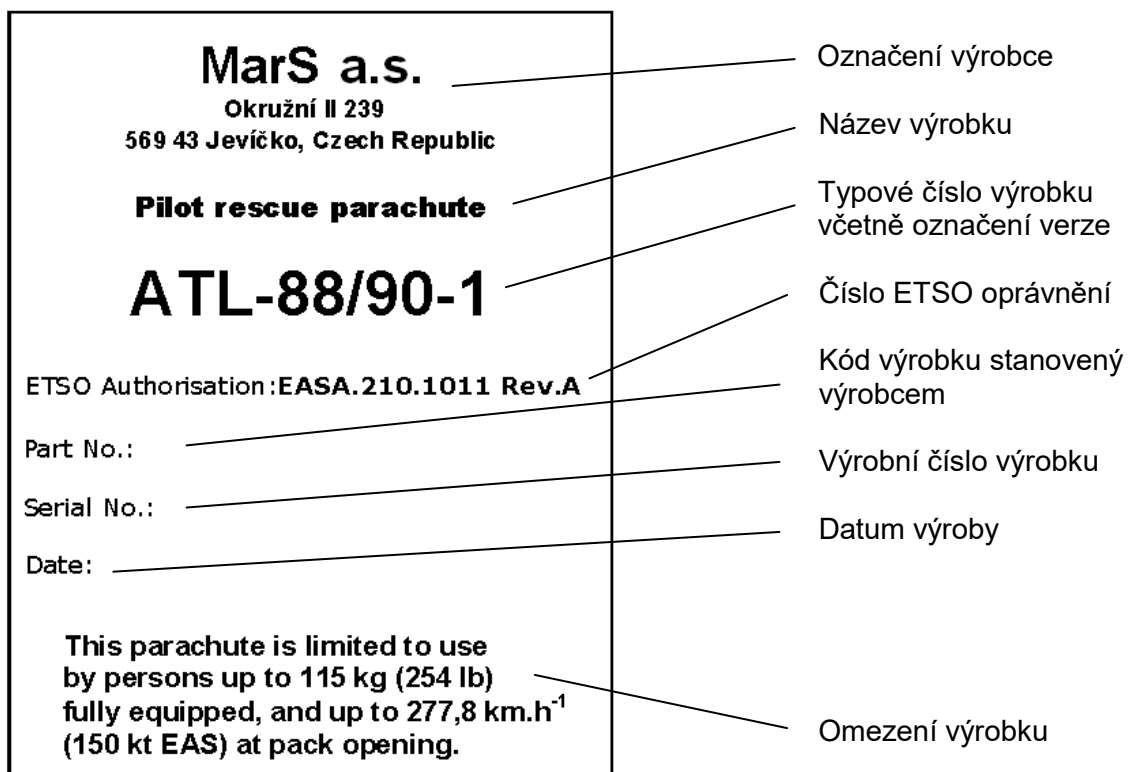 MarS a.s.
Okružní II 239
569 43 Jevíčko, Czech Republic
Pilot rescue parachute
ATL-88/90-1
ETSO Authorisation:EASA.210.1011 Rev.A
Part No.:
Serial No.:
Date:
This parachute is limited to use
by persons up to 115 kg (254 lb)
fully equipped, and up to 277,8 km.h⁻¹
(150 kt EAS) at pack opening.
Označení výrobce
Název výrobku
Typové číslo výrobku
včetně označení verze
Číslo ETSO oprávnění
Kód výrobku stanovený
výrobcem
Výrobní číslo výrobku
Datum výroby
Omezení výrobku